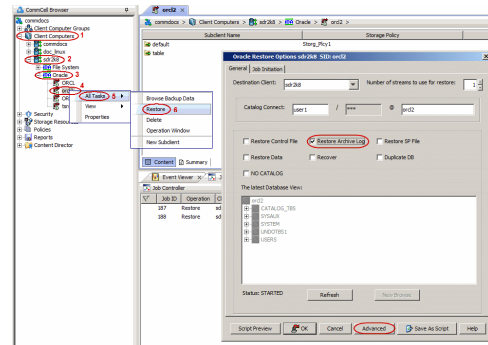 CommCell Browser
commdocs
Client Computer Groups
Client Computers 1
commdocs
doc_linux
sdr2k8 2
File System
Oracle 3
ORCL
4
All Tasks 5
View
Properties
Security
Storage Resources
Policies
Reports
Content Director
Browse Backup Data
Restore 6
Delete
Operation Window
New Subclient
orcl2
commdocs > Client Computers > sdr2k8 > Oracle > orcl2 >
Subclient Name Storage Policy
default Storg_Plcy1
table
Content Summary
Event Viewer
Job Controller
Job ID Operation
187 Restore
188 Restore
Oracle Restore Options sdr2k8 SID: orcl2
General Job Initiation
Destination Client: sdr2k8 Number of streams to use for restore: 1
Catalog Connect: user1 / **** @ orcl2
Restore Control File Restore Archive Log Restore SP File
Restore Data Recover Duplicate DB
NO CATALOG
The latest Database View:
orcl2
CATALOG_TBS
SYSAUX
SYSTEM
UNDOTBS1
USERS
Status: STARTED Refresh New Browse
Script Preview OK Cancel Advanced Save As Script Help